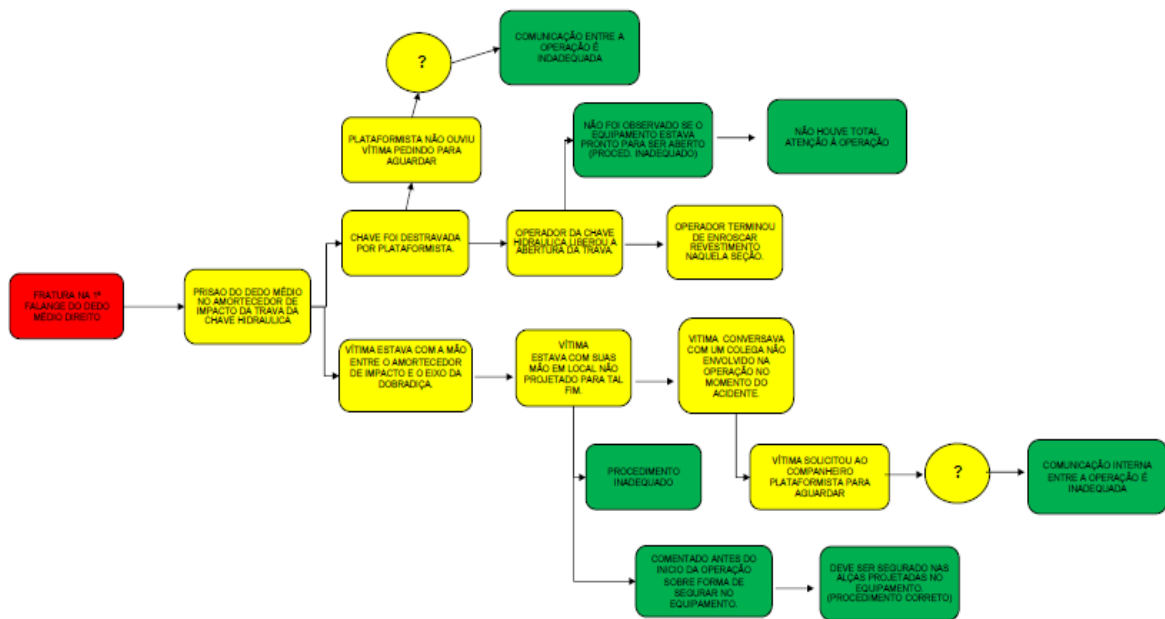 COMUNICAÇÃO ENTRE A
OPERAÇÃO É
INDADEQUADA
?
PLATAFORMISTA NÃO OUVIU
VÍTIMA PEDINDO PARA
AGUARDAR
NÃO FOI OBSERVADO SE O
EQUIPAMENTO ESTAVA
PRONTO PARA SER ABERTO
(PROCED. INADEQUADO)
NÃO HOUVE TOTAL
ATENÇÃO À OPERAÇÃO
CHAVE FOI DESTRAVADA
POR PLATAFORMISTA.
OPERADOR DA CHAVE
HIDRAULICA LIBEROU A
ABERTURA DA TRAVA.
OPERADOR TERMINOU
DE ENROSCAR
REVESTIMENTO
NAQUELA SEÇÃO.
FRATURA NA 1ª
FALANGE DO DEDO
MÉDIO DIREITO
PRISAO DO DEDO MÉDIO
NO AMORTECEDOR DE
IMPACTO DA TRAVA DA
CHAVE HIDRAULICA
VÍTIMA ESTAVA COM A MÃO
ENTRE O AMORTECEDOR
DE IMPACTO E O EIXO DA
DOBRADIÇA.
VÍTIMA
ESTAVA COM SUAS
MÃO EM LOCAL NÃO
PROJETADO PARA TAL
FIM.
VITIMA CONVERSAVA
COM UM COLEGA NÃO
ENVOLVIDO NA
OPERAÇÃO NO
MOMENTO DO
ACIDENTE.
PROCEDIMENTO
INADEQUADO
VÍTIMA SOLICITOU AO
COMPANHEIRO
PLATAFORMISTA PARA
AGUARDAR
?
COMUNICAÇÃO INTERNA
ENTRE A OPERAÇÃO É
INADEQUADA
COMENTADO ANTES DO
INICIO DA OPERAÇÃO
SOBRE FORMA DE
SEGURAR NO
EQUIPAMENTO.
DEVE SER SEGURADO NAS
ALÇAS PROJETADAS NO
EQUIPAMENTO.
(PROCEDIMENTO CORRETO)